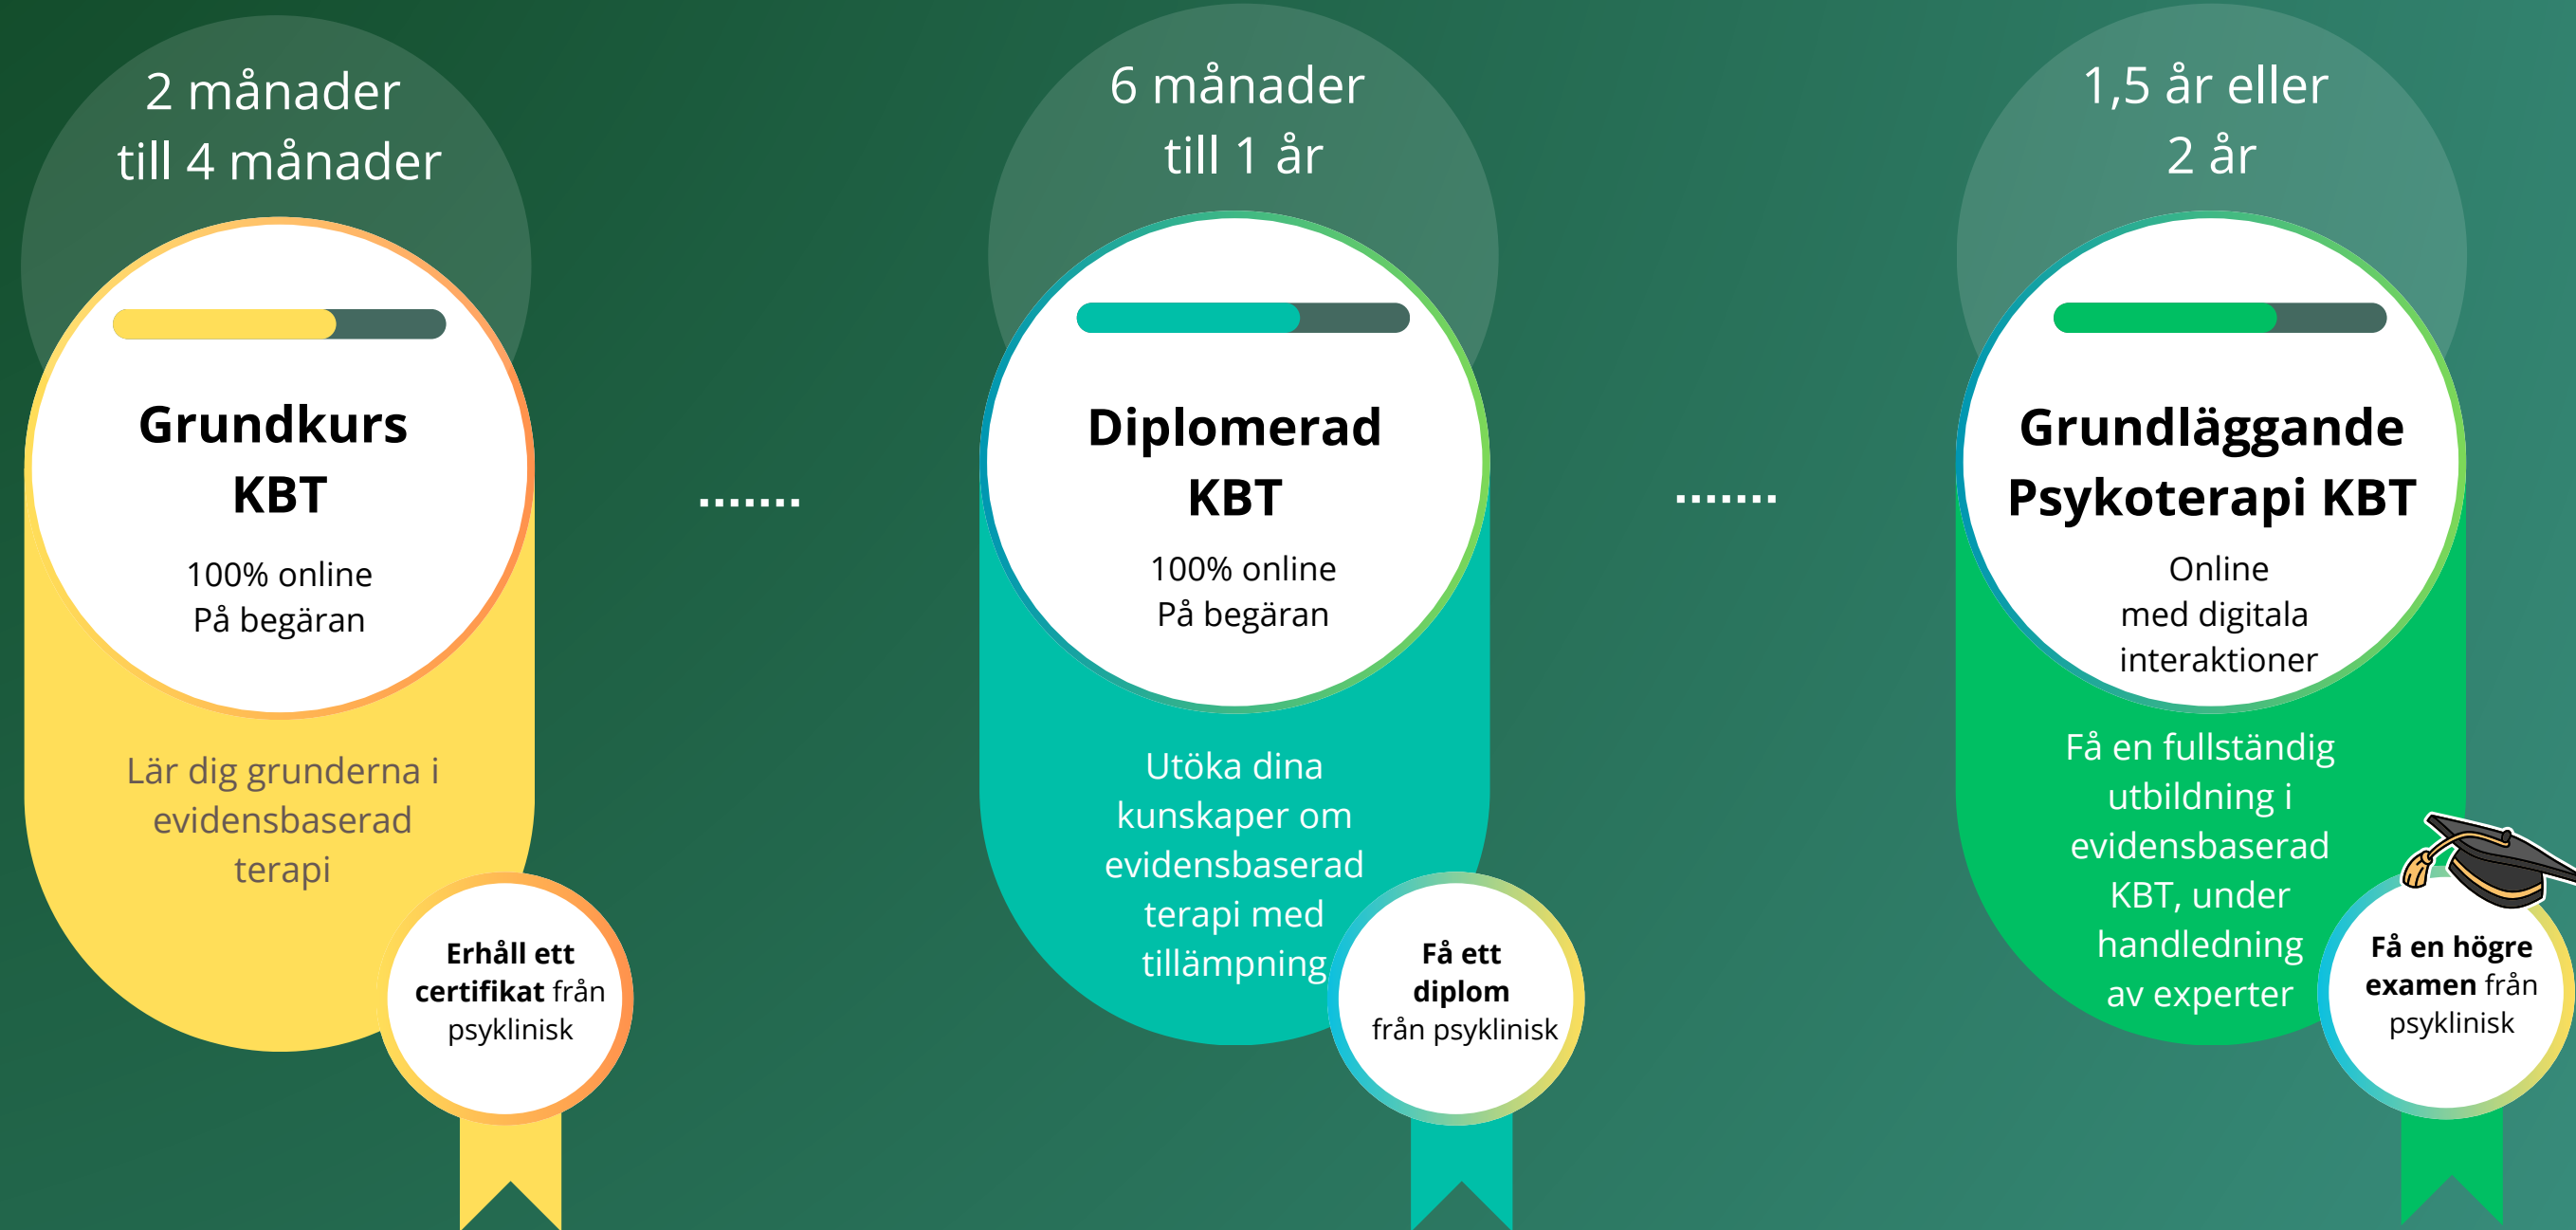 2 månader
till 4 månader
Grundkurs
KBT
100% online
På begäran
Lär dig grunderna i
evidensbaserad
terapi
Erhåll ett
certifikat från
psyklinisk
.......
6 månader
till 1 år
Diplomerad
KBT
100% online
På begäran
Utöka dina
kunskaper om
evidensbaserad
terapi med
tillämpning
Få ett
diplom
från psyklinisk
.......
1,5 år eller
2 år
Grundläggande
Psykoterapi KBT
Online
med digitala
interaktioner
Få en fullständig
utbildning i
evidensbaserad
KBT, under
handledning
av experter
Få en högre
examen från
psyklinisk